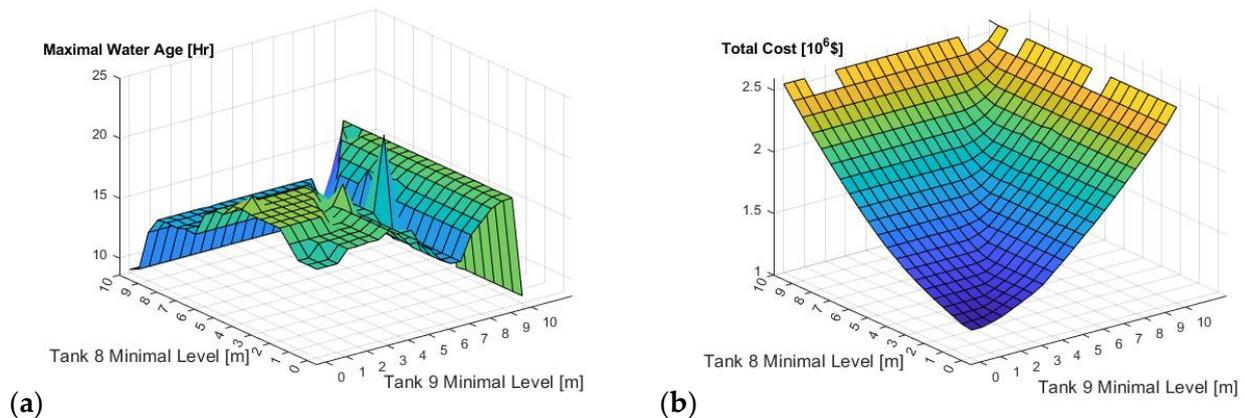 Maximal Water Age [Hr]
25
20
15
10
10 9 8 7 6 5 4 3 2 1 0
Tank 8 Minimal Level [m]
0 1 2 3 4 5 6 7 8 9 10
Tank 9 Minimal Level [m]
(a)
Total Cost [10^6$]
2.5
2
1.5
1
10 9 8 7 6 5 4 3 2 1 0
Tank 8 Minimal Level [m]
0 1 2 3 4 5 6 7 8 9 10
Tank 9 Minimal Level [m]
(b)